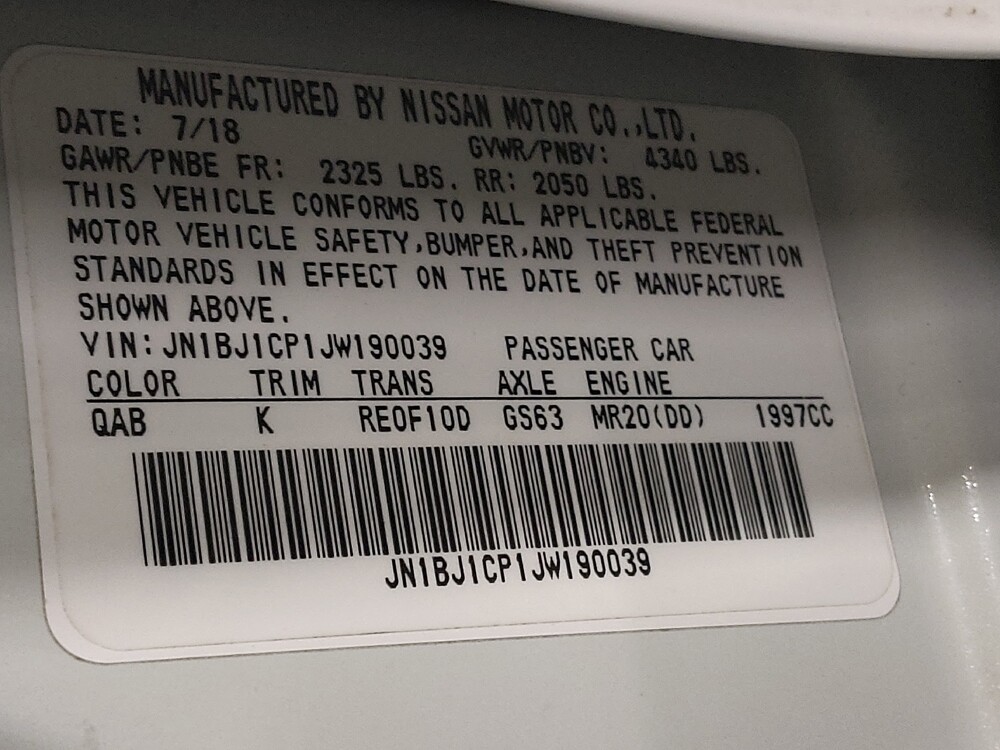 MANUFACTURED BY NISSAN MOTOR CO.,LTD.
DATE: 7/18 GVWR/PNBV: 4340 LBS.
GAWR/PNBE FR: 2325 LBS. RR: 2050 LBS.
THIS VEHICLE CONFORMS TO ALL APPLICABLE FEDERAL
MOTOR VEHICLE SAFETY,BUMPER,AND THEFT PREVENTION
STANDARDS IN EFFECT ON THE DATE OF MANUFACTURE
SHOWN ABOVE.
VIN:JN1BJ1CP1JW190039 PASSENGER CAR
COLOR TRIM TRANS AXLE ENGINE
QAB K RE0F10D GS63 MR20(DD) 1997CC
JN1BJ1CP1JW190039